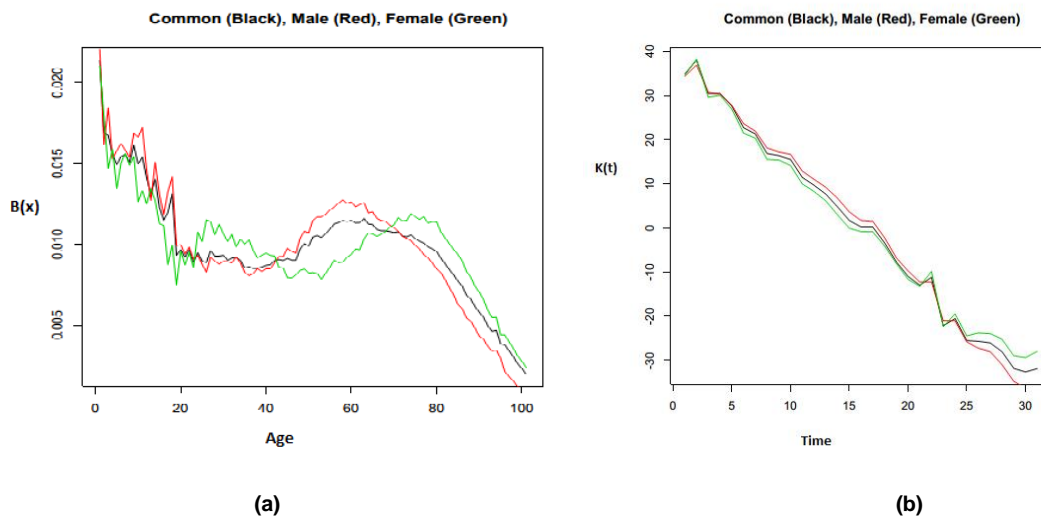 Common (Black), Male (Red), Female (Green)
B(x)
0.020
0.015
0.010
0.005
0 20 40 60 80 100
Age
(a)
Common (Black), Male (Red), Female (Green)
K(t)
40
30
20
10
0
-10
-20
-30
0 5 10 15 20 25 30
Time
(b)